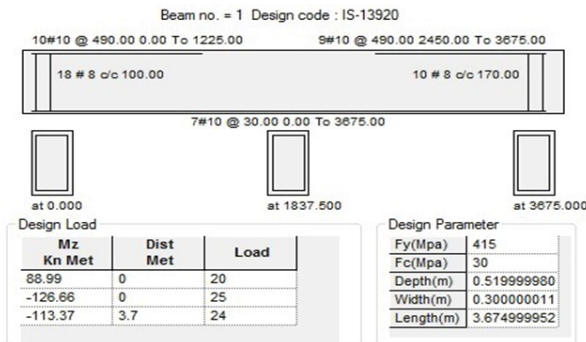 Beam no. = 1 Design code : IS-13920
10#10 @ 490.00 0.00 To 1225.00 9#10 @ 490.00 2450.00 To 3675.00
18 # 8 c/c 100.00 10 # 8 c/c 170.00
7#10 @ 30.00 0.00 To 3675.00
at 0.000 at 1837.500 at 3675.000
Design Load Design Parameter
Mz Kn Met Dist Met Load
88.99 0 20
-126.66 0 25
-113.37 3.7 24
Fy(Mpa) 415
Fc(Mpa) 30
Depth(m) 0.519999980
Width(m) 0.300000011
Length(m) 3.674999952